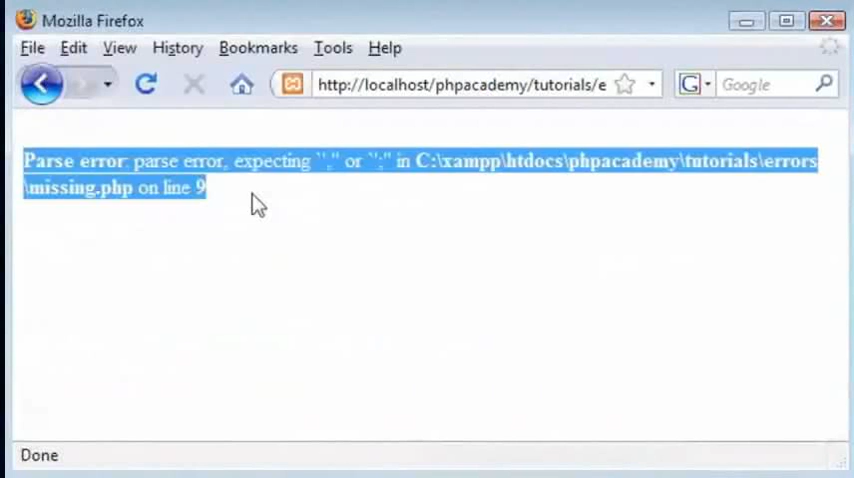 Mozilla Firefox
File Edit View History Bookmarks Tools Help
http://localhost/phpacademy/tutorials/e
G Google
Parse error: parse error, expecting `','' or `';'' in C:\xampp\htdocs\phpacademy\tutorials\errors
\missing.php on line 9
Done